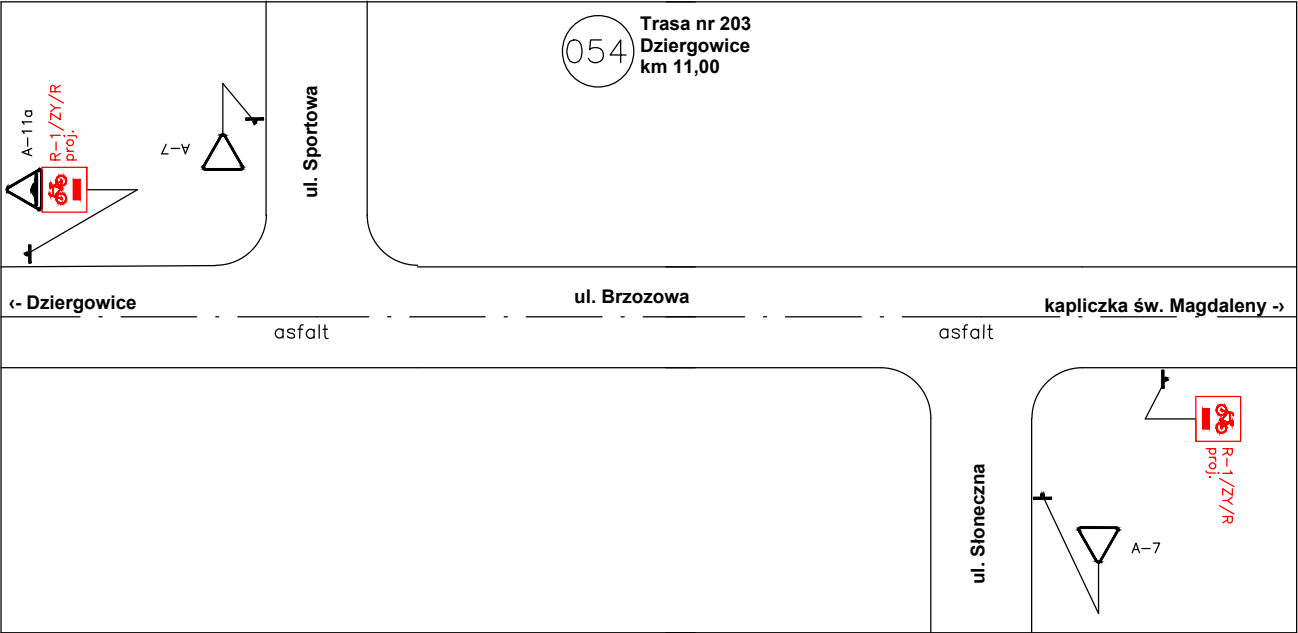 054
Trasa nr 203
Dziergowice
km 11,00
A-11a
R-1/ZY/R
proj.
A-7
ul. Sportowa
‹- Dziergowice
ul. Brzozowa
kapliczka św. Magdaleny -›
asfalt
asfalt
ul. Słoneczna
A-7
R-1/ZY/R
proj.